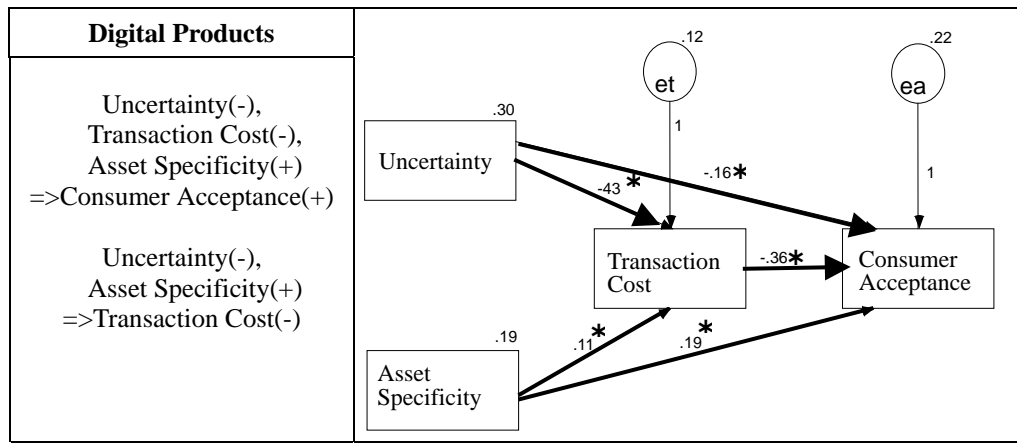 Digital Products
Uncertainty(-),
Transaction Cost(-),
Asset Specificity(+)
=>Consumer Acceptance(+)
Uncertainty(-),
Asset Specificity(+)
=>Transaction Cost(-)
.12
.22
et
ea
.30
1
1
Uncertainty
-.16*
-43 *
Transaction
Cost
-.36*
Consumer
Acceptance
.19
.11*
.19*
Asset
Specificity